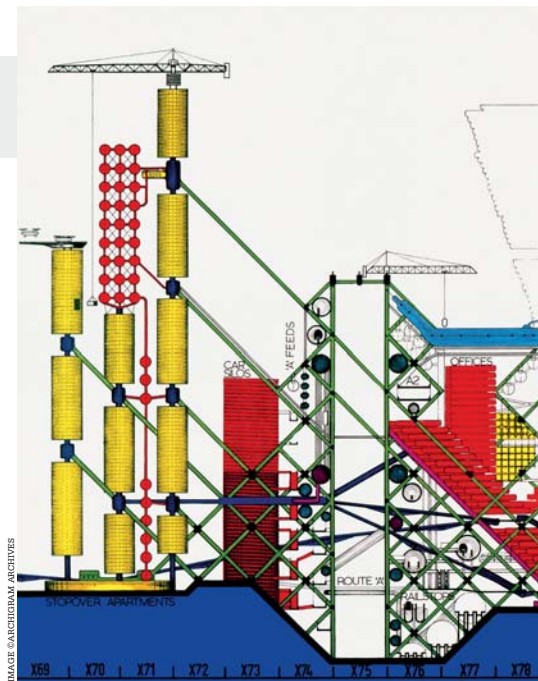 CAR
SILOS
'A' FEEDS
OFFICES
A2
ROUTE 'A'
RAILSTOPS
STOPOVER APARTMENTS
X69 X70 X71 X72 X73 X74 X75 X76 X77 X78
IMAGE ©ARCHIGRAM ARCHIVES